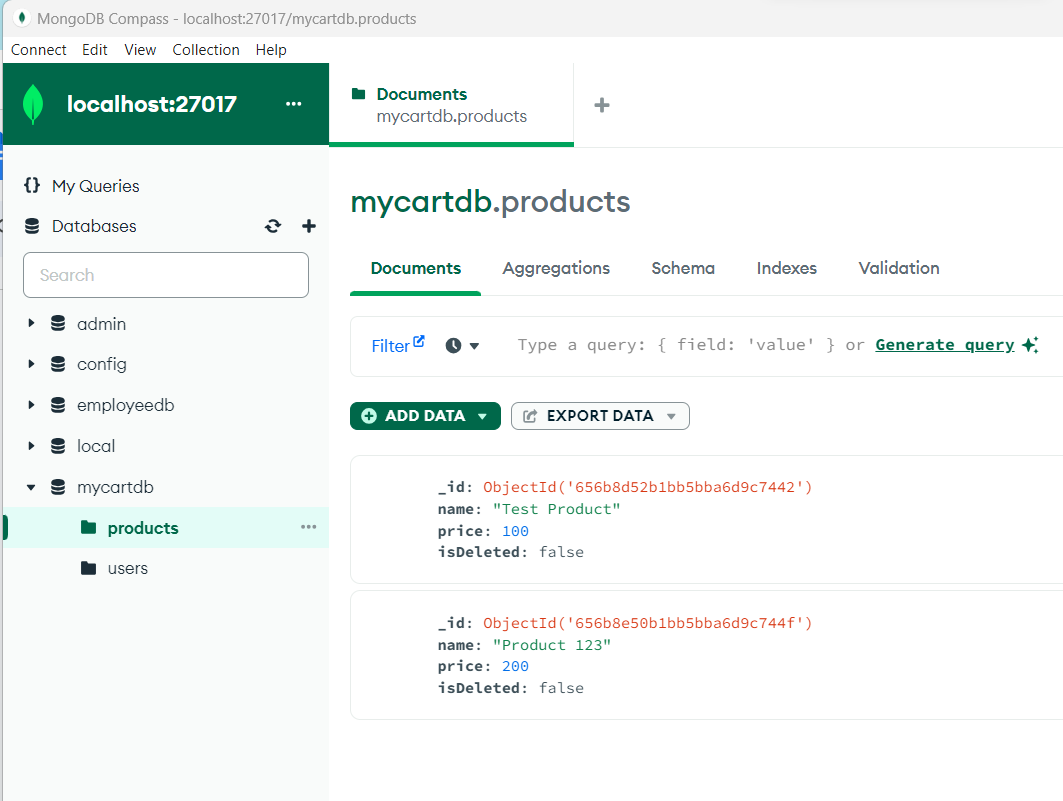 MongoDB Compass - localhost:27017/mycartdb.products
Connect Edit View Collection Help
localhost:27017
My Queries
Databases
Search
admin
config
employeedb
local
mycartdb
products
users
Documents
mycartdb.products
mycartdb.products
Documents Aggregations Schema Indexes Validation
Filter Type a query: { field: 'value' } or Generate query
ADD DATA EXPORT DATA
_id: ObjectId('656b8d52b1bb5bba6d9c7442')
name: "Test Product"
price: 100
isDeleted: false
_id: ObjectId('656b8e50b1bb5bba6d9c744f')
name: "Product 123"
price: 200
isDeleted: false